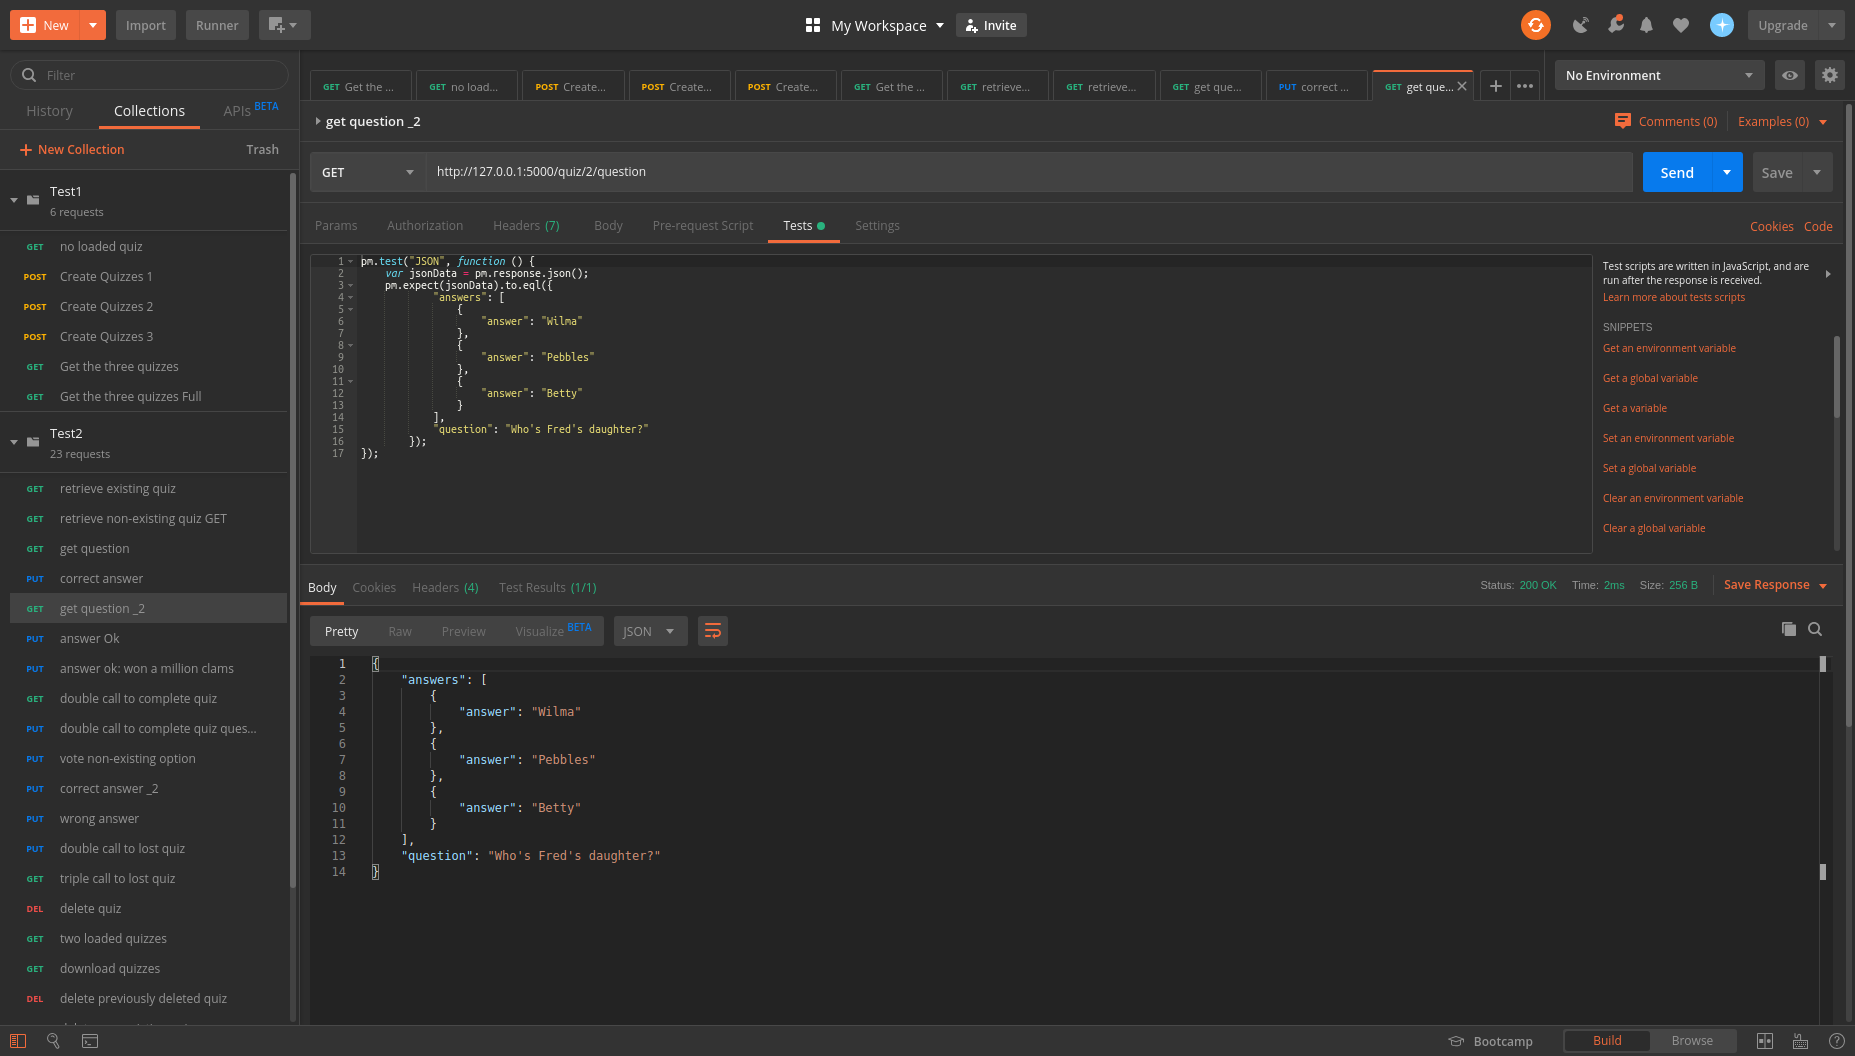 New
Import
Runner
My Workspace
Invite
Upgrade
Filter
History
Collections
APIs BETA
New Collection
Trash
Test1
6 requests
GET no loaded quiz
POST Create Quizzes 1
POST Create Quizzes 2
POST Create Quizzes 3
GET Get the three quizzes
GET Get the three quizzes Full
Test2
23 requests
GET retrieve existing quiz
GET retrieve non-existing quiz GET
GET get question
PUT correct answer
GET get question _2
PUT answer Ok
PUT answer ok: won a million clams
GET double call to complete quiz
PUT double call to complete quiz ques...
PUT vote non-existing option
PUT correct answer _2
PUT wrong answer
PUT double call to lost quiz
GET triple call to lost quiz
DEL delete quiz
GET two loaded quizzes
GET download quizzes
DEL delete previously deleted quiz
GET Get the ...
GET no load...
POST Create...
POST Create...
POST Create...
GET Get the ...
GET retrieve...
GET retrieve...
GET get que...
PUT correct ...
GET get que...
No Environment
get question _2
Comments (0)
Examples (0)
GET
http://127.0.0.1:5000/quiz/2/question
Send
Save
Params
Authorization
Headers (7)
Body
Pre-request Script
Tests
Settings
Cookies Code
1 pm.test("JSON", function () {
2 var jsonData = pm.response.json();
3 pm.expect(jsonData).to.eql({
4 "answers": [
5 {
6 "answer": "Wilma"
7 },
8 {
9 "answer": "Pebbles"
10 },
11 {
12 "answer": "Betty"
13 }
14 ],
15 "question": "Who's Fred's daughter?"
16 });
17 });
Test scripts are written in JavaScript, and are
run after the response is received.
Learn more about tests scripts
SNIPPETS
Get an environment variable
Get a global variable
Get a variable
Set an environment variable
Set a global variable
Clear an environment variable
Clear a global variable
Body
Cookies
Headers (4)
Test Results (1/1)
Status: 200 OK
Time: 2ms
Size: 256 B
Save Response
Pretty
Raw
Preview
Visualize BETA
JSON
1 {
2 "answers": [
3 {
4 "answer": "Wilma"
5 },
6 {
7 "answer": "Pebbles"
8 },
9 {
10 "answer": "Betty"
11 }
12 ],
13 "question": "Who's Fred's daughter?"
14 }
Bootcamp
Build
Browse